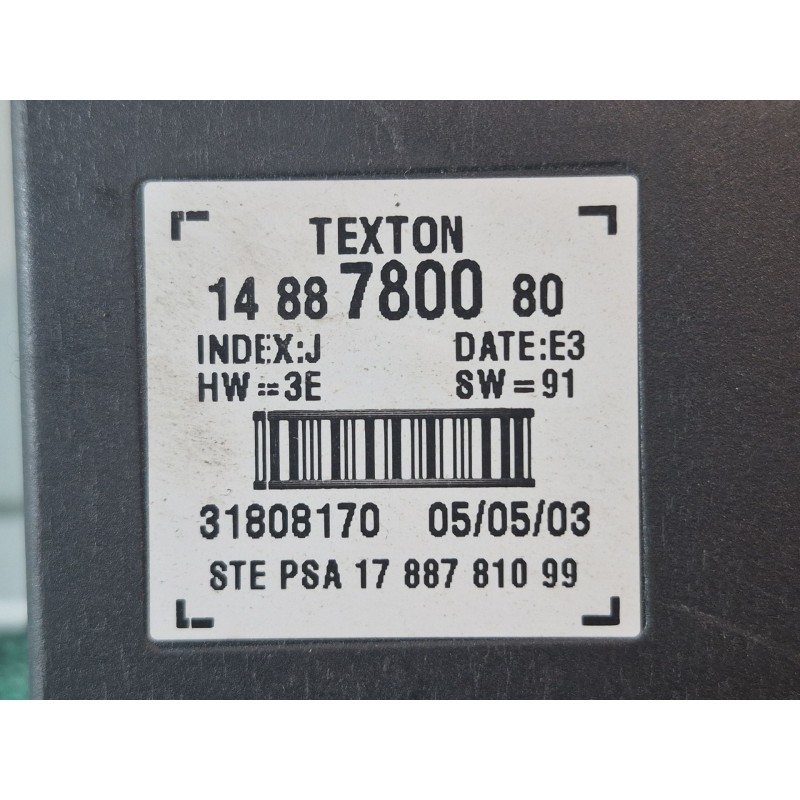 TEXTON
14 88 7800 80
INDEX:J DATE:E3
HW=3E SW=91
31808170 05/05/03
STE PSA 17 887 810 99